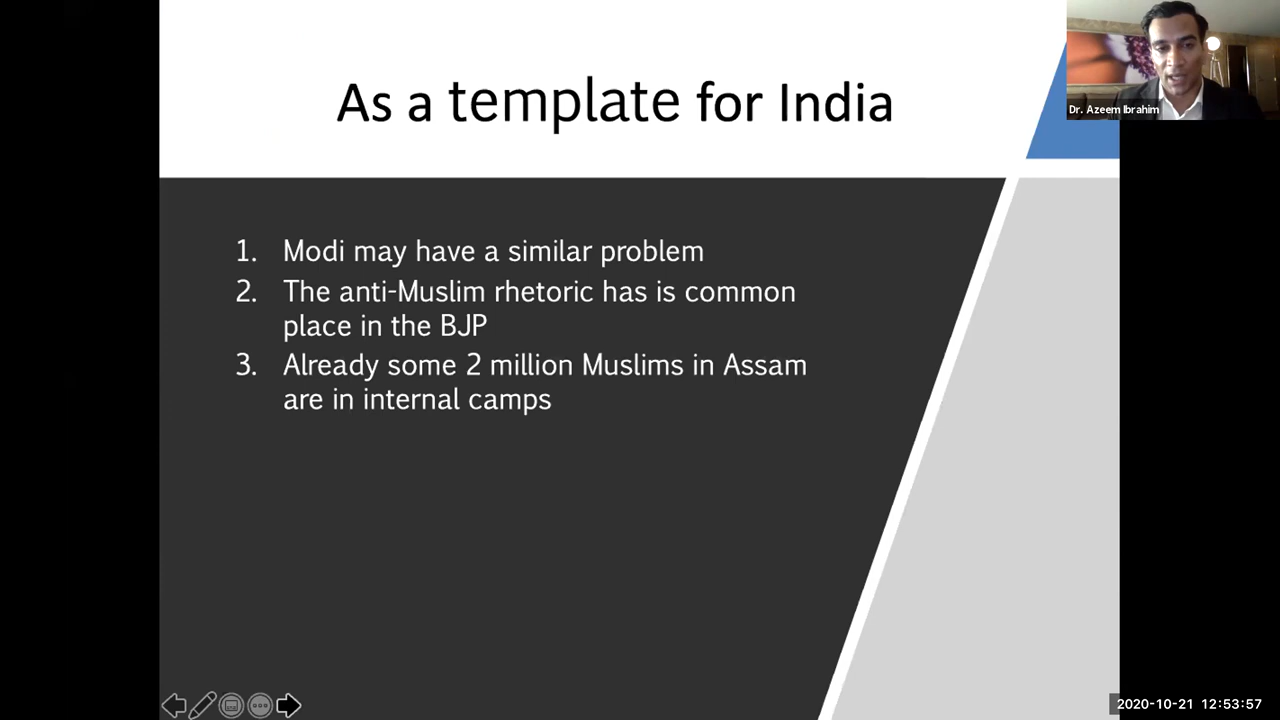 As a template for India
Dr. Azeem Ibrahim
1. Modi may have a similar problem
2. The anti-Muslim rhetoric has is common
place in the BJP
3. Already some 2 million Muslims in Assam
are in internal camps
2020-10-21 12:53:57